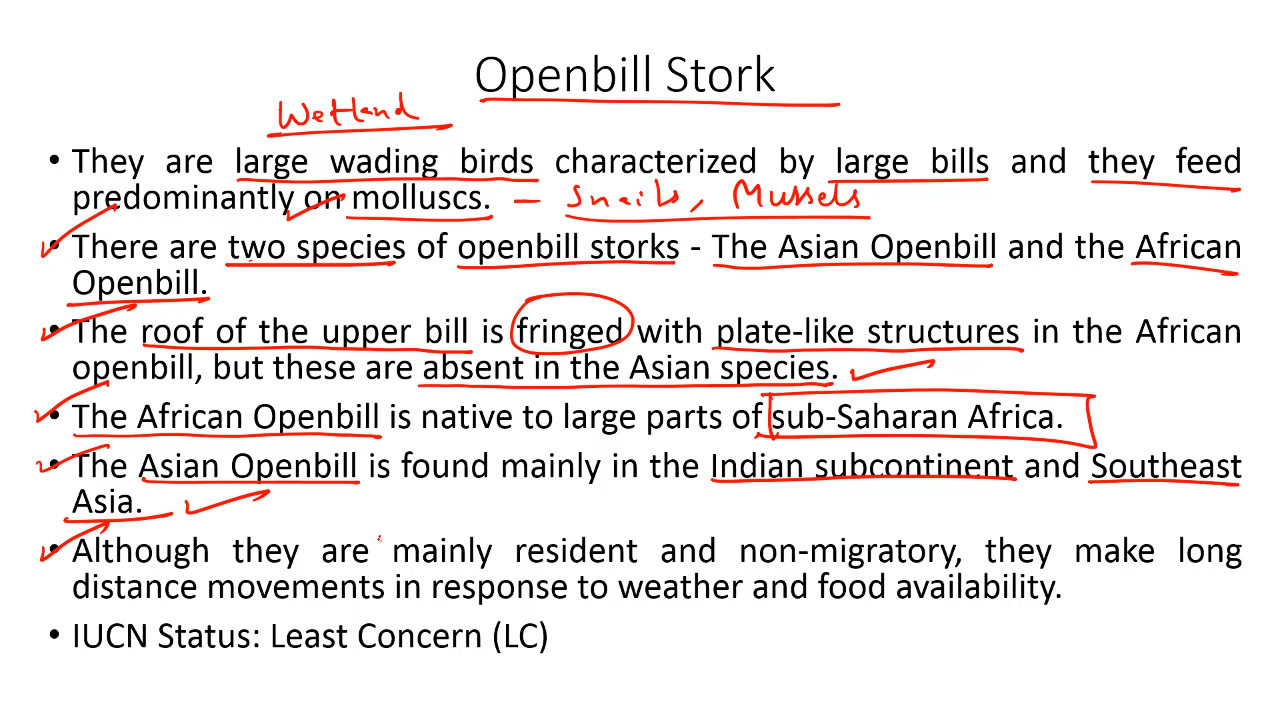 Openbill Stork
Wetland
• They are large wading birds characterized by large bills and they feed
predominantly on molluscs. – Snails, Mussels
• There are two species of openbill storks - The Asian Openbill and the African
Openbill.
• The roof of the upper bill is fringed with plate-like structures in the African
openbill, but these are absent in the Asian species.
• The African Openbill is native to large parts of sub-Saharan Africa.
• The Asian Openbill is found mainly in the Indian subcontinent and Southeast
Asia.
• Although they are mainly resident and non-migratory, they make long
distance movements in response to weather and food availability.
• IUCN Status: Least Concern (LC)